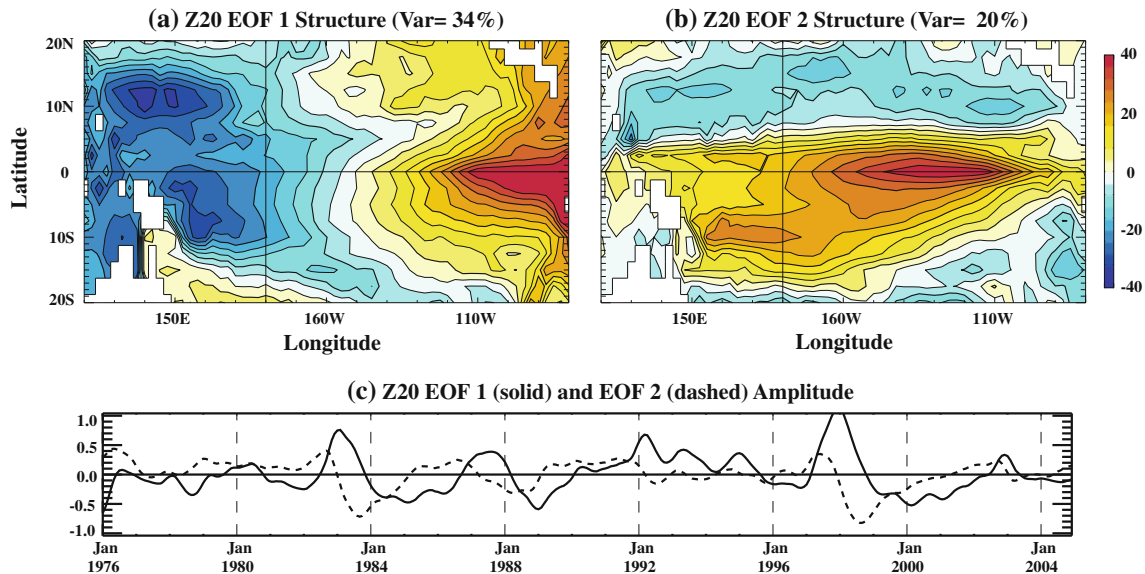 (a) Z20 EOF 1 Structure (Var= 34%)
(b) Z20 EOF 2 Structure (Var= 20%)
Latitude
20N
10N
0
10S
20S
150E
160W
110W
Longitude
150E
160W
110W
Longitude
40
20
0
-20
-40
(c) Z20 EOF 1 (solid) and EOF 2 (dashed) Amplitude
1.0
0.5
0.0
-0.5
-1.0
Jan Jan Jan Jan Jan Jan Jan Jan
1976 1980 1984 1988 1992 1996 2000 2004